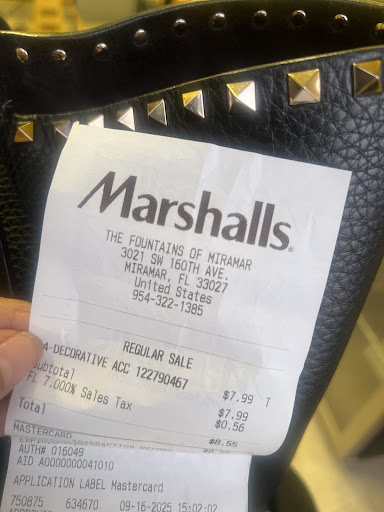 Marshalls®
THE FOUNTAINS OF MIRAMAR
3021 SW 160TH AVE.
MIRAMAR, FL 33027
United States
954-322-1385
REGULAR SALE
4-DECORATIVE ACC 122790467 $7.99 T
ubtotal $7.99
FL 7.000% Sales Tax $0.56
Total $8.55
MASTERCARD
AUTH# 016049
AID A0000000041010
APPLICATION LABEL Mastercard
750875 634670 09-16-2025 15:02:02